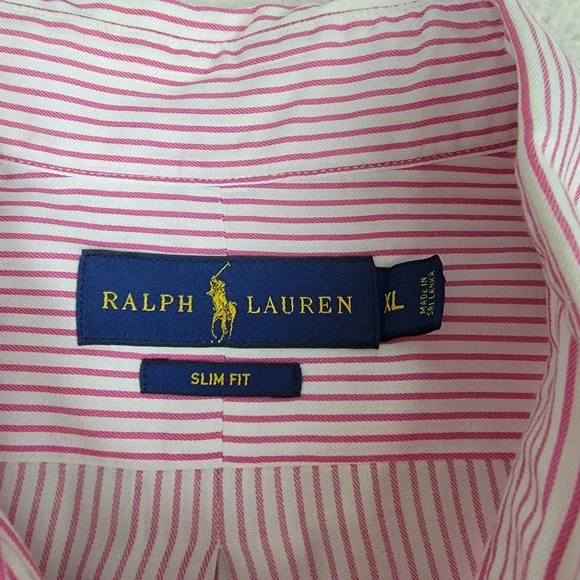 RALPH LAUREN
XL
MADE IN
SRI LANKA
SLIM FIT